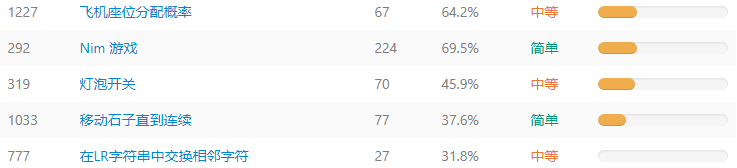 1227 飞机座位分配概率 67 64.2% 中等
292 Nim 游戏 224 69.5% 简单
319 灯泡开关 70 45.9% 中等
1033 移动石子直到连续 77 37.6% 简单
777 在LR字符串中交换相邻字符 27 31.8% 中等